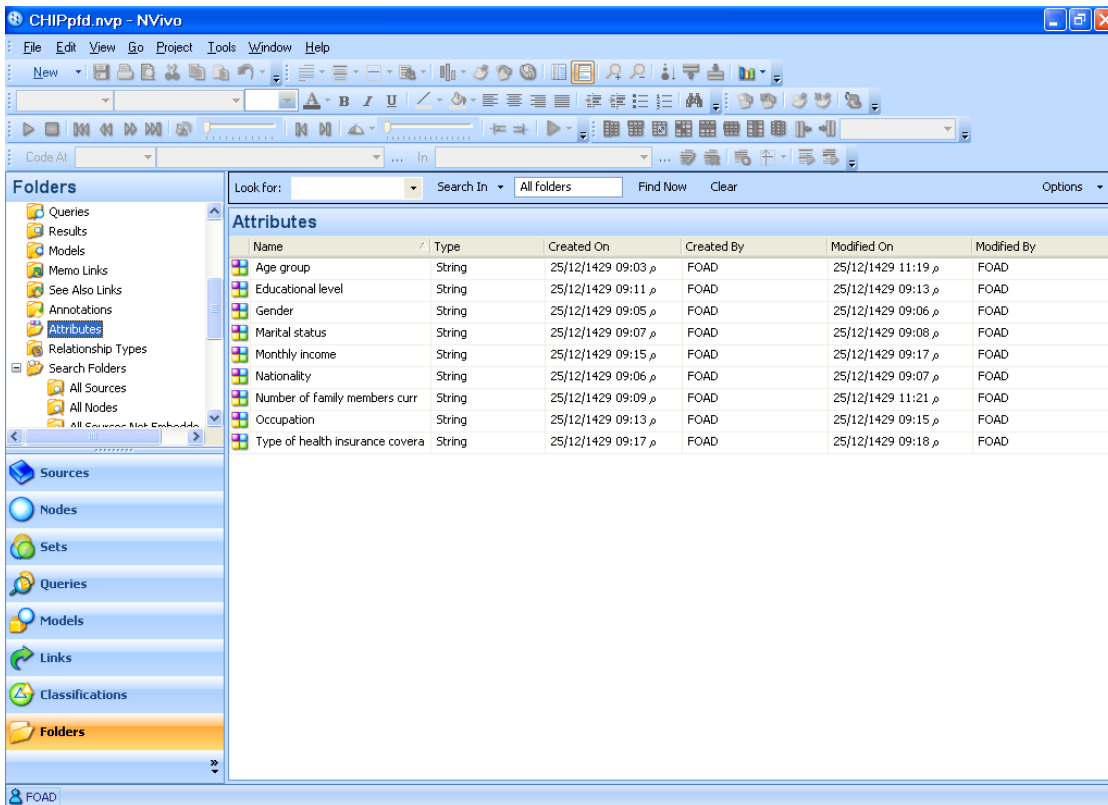 CHIPpfd.nvp - NVivo
File Edit View Go Project Tools Window Help
New
A B I U
Code At ... In ...
Folders
Look for: Search In All folders Find Now Clear Options
Queries
Results
Models
Memo Links
See Also Links
Annotations
Attributes
Relationship Types
Search Folders
All Sources
All Nodes
All Sources Not Embedde
Attributes
Name Type Created On Created By Modified On Modified By
Age group String 25/12/1429 09:03 م FOAD 25/12/1429 11:19 م FOAD
Educational level String 25/12/1429 09:11 م FOAD 25/12/1429 09:13 م FOAD
Gender String 25/12/1429 09:05 م FOAD 25/12/1429 09:06 م FOAD
Marital status String 25/12/1429 09:07 م FOAD 25/12/1429 09:08 م FOAD
Monthly income String 25/12/1429 09:15 م FOAD 25/12/1429 09:17 م FOAD
Nationality String 25/12/1429 09:06 م FOAD 25/12/1429 09:07 م FOAD
Number of family members curr String 25/12/1429 09:09 م FOAD 25/12/1429 11:21 م FOAD
Occupation String 25/12/1429 09:13 م FOAD 25/12/1429 09:15 م FOAD
Type of health insurance covera String 25/12/1429 09:17 م FOAD 25/12/1429 09:18 م FOAD
Sources
Nodes
Sets
Queries
Models
Links
Classifications
Folders
FOAD